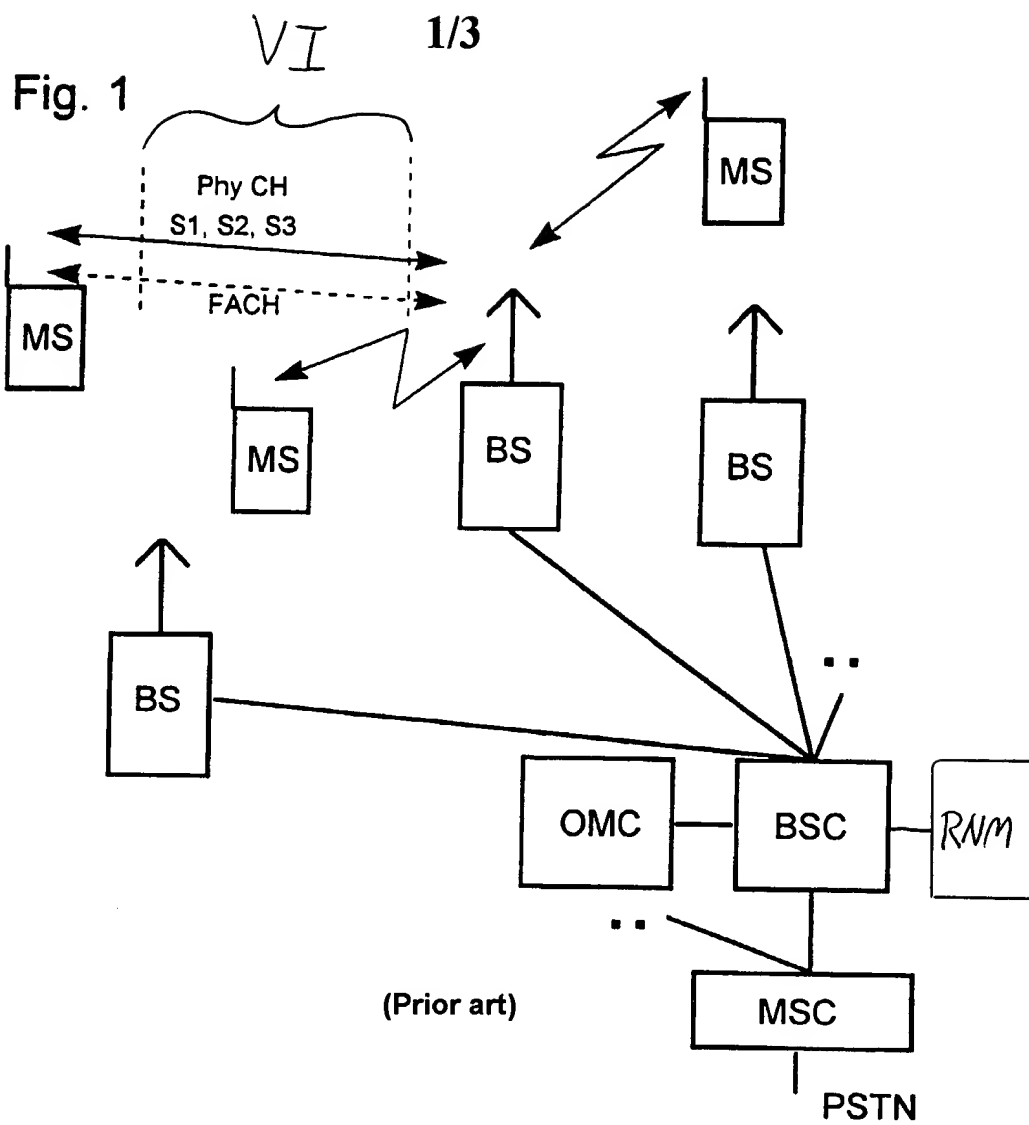 VI 1/3
Fig. 1
MS
Phy CH
S1, S2, S3
FACH
MS
MS
BS
BS
BS
..
OMC
BSC
RNM
..
(Prior art)
MSC
PSTN